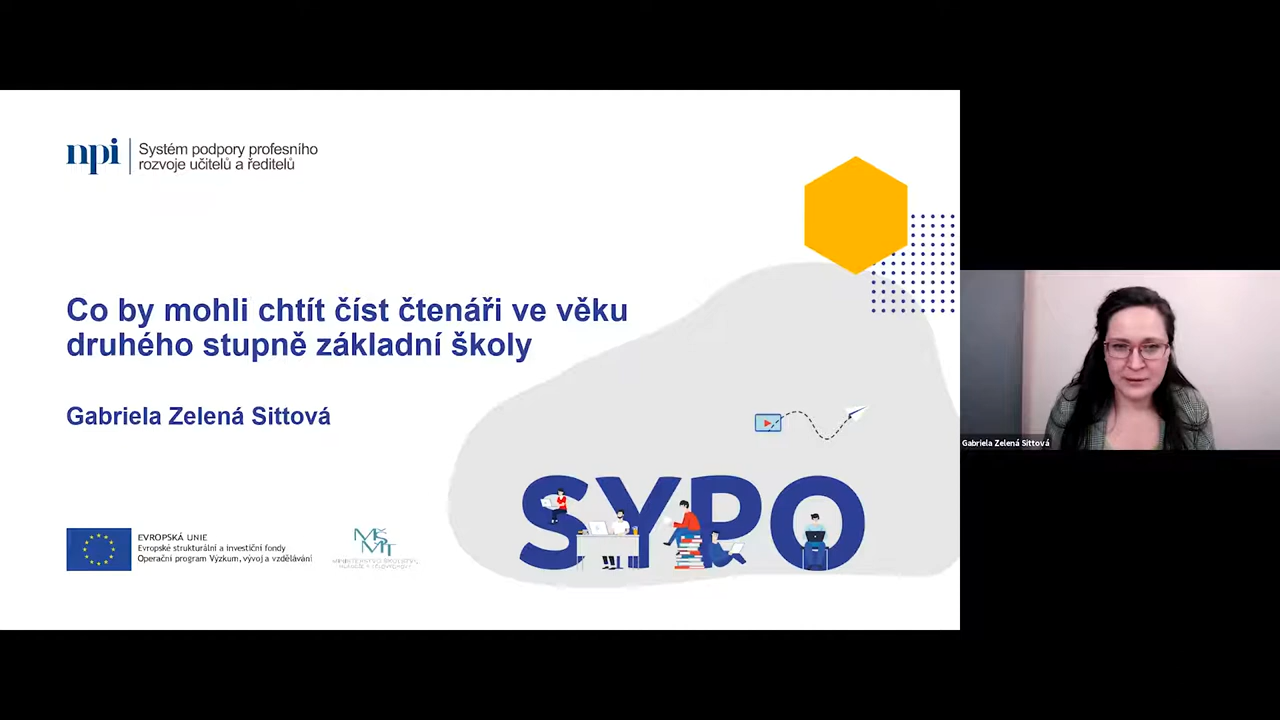 npi
Systém podpory profesního
rozvoje učitelů a ředitelů
Co by mohli chtít číst čtenáři ve věku
druhého stupně základní školy
Gabriela Zelená Sittová
SYPO
EVROPSKÁ UNIE
Evropské strukturální a investiční fondy
Operační program Výzkum, vývoj a vzdělávání
MŠMT
Gabriela Zelená Sittová